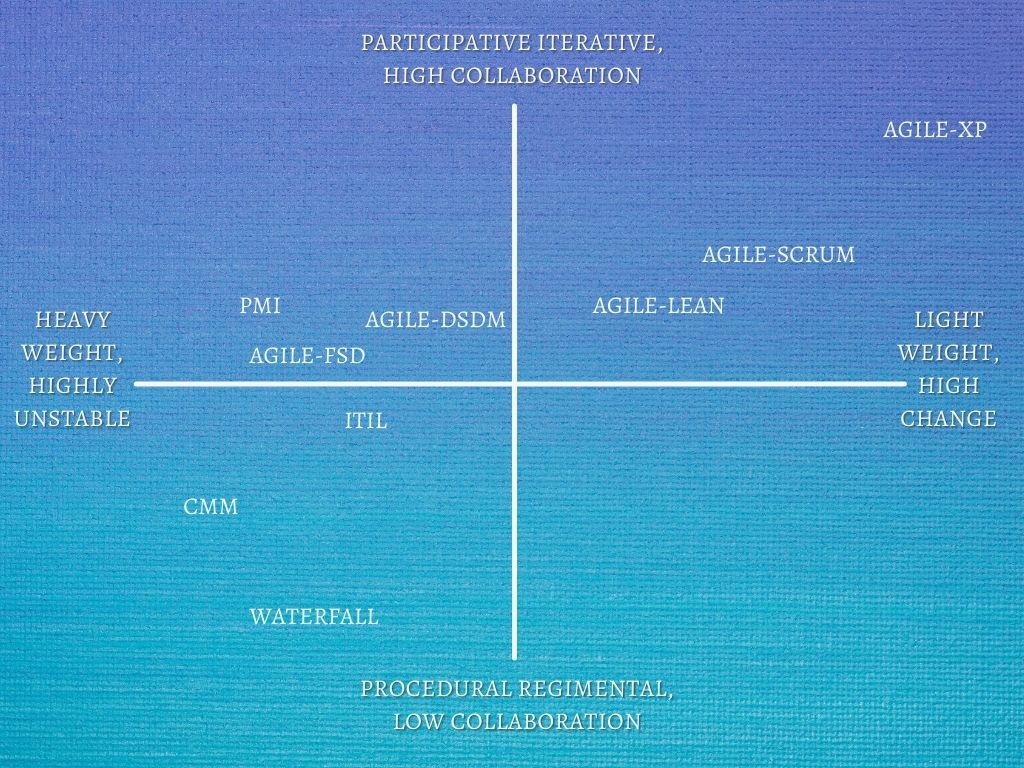 PARTICIPATIVE ITERATIVE,
HIGH COLLABORATION
AGILE-XP
AGILE-SCRUM
PMI
AGILE-DSDM
AGILE-LEAN
AGILE-FSD
HEAVY
WEIGHT,
HIGHLY
UNSTABLE
LIGHT
WEIGHT,
HIGH
CHANGE
ITIL
CMM
WATERFALL
PROCEDURAL REGIMENTAL,
LOW COLLABORATION